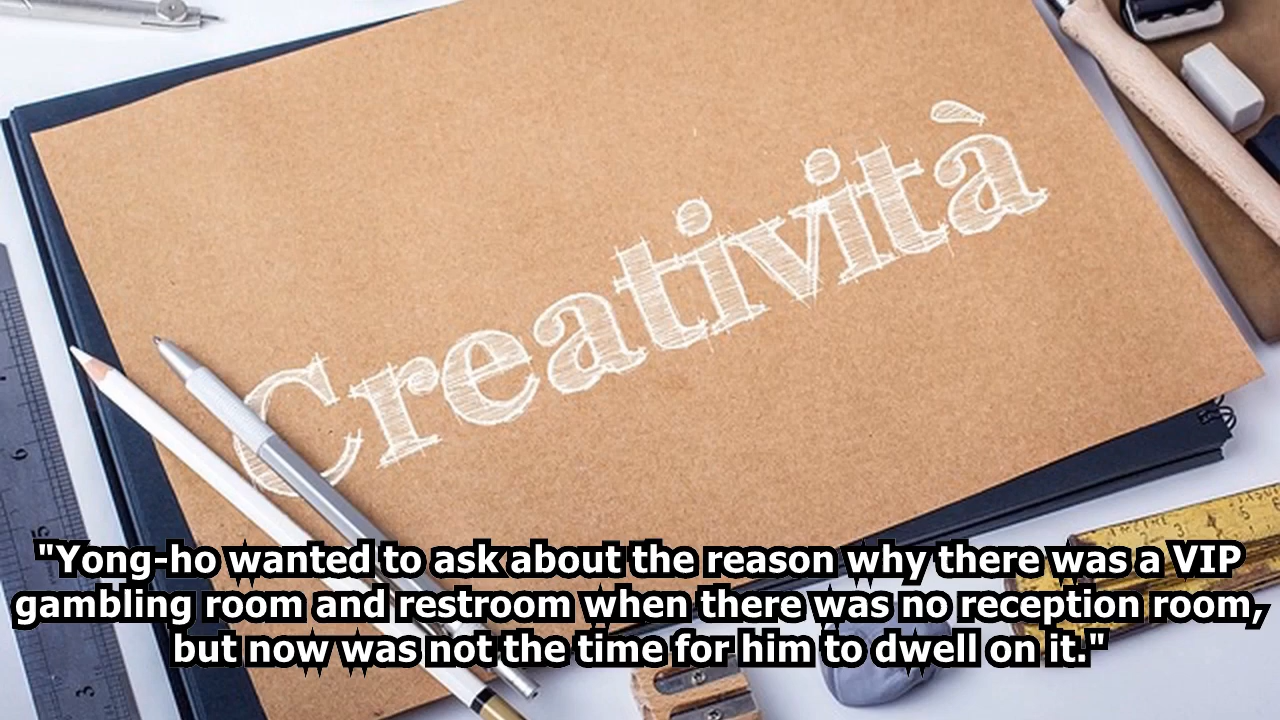 Creatività
"Yong-ho wanted to ask about the reason why there was a VIP
gambling room and restroom when there was no reception room,
but now was not the time for him to dwell on it."